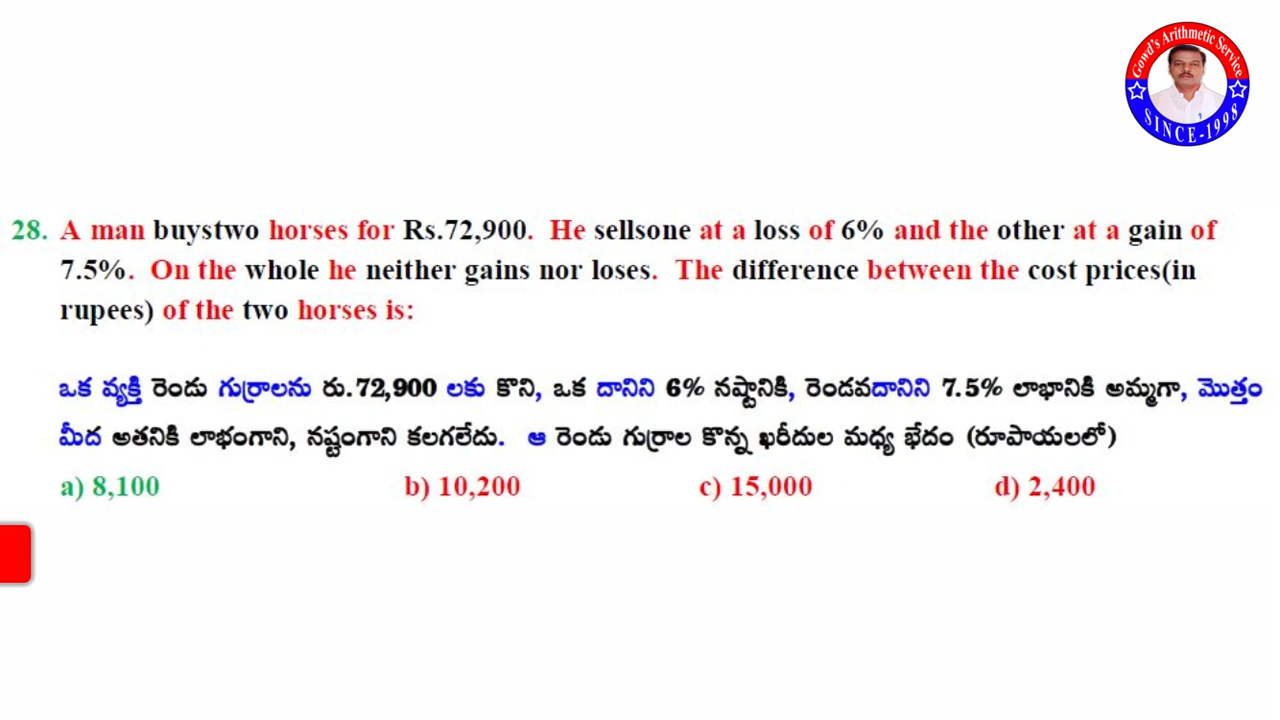 Gowd's Arithmetic Service
SINCE-1998
28. A man buystwo horses for Rs.72,900. He sellsone at a loss of 6% and the other at a gain of
7.5%. On the whole he neither gains nor loses. The difference between the cost prices(in
rupees) of the two horses is:
ఒక వ్యక్తి రెండు గుర్రాలను రు.72,900 లకు కొని, ఒక దానిని 6% నష్టానికి, రెండవదానిని 7.5% లాభానికి అమ్మగా, మొత్తం
మీద అతనికి లాభంగాని, నష్టంగాని కలగలేదు. ఆ రెండు గుర్రాల కొన్న ఖరీదుల మధ్య భేదం (రూపాయలలో)
a) 8,100 b) 10,200 c) 15,000 d) 2,400